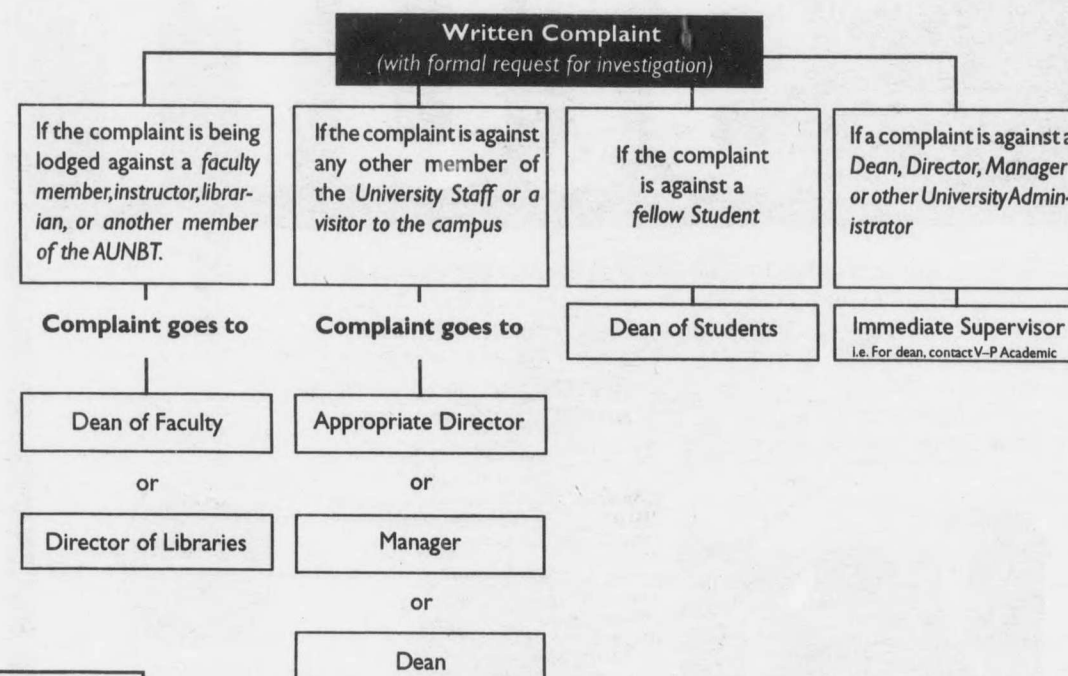 Written Complaint
(with formal request for investigation)
If the complaint is being
lodged against a faculty
member, instructor, librar-
ian, or another member
of the AUNBT.
Complaint goes to
Dean of Faculty
or
Director of Libraries
If the complaint is against
any other member of
the University Staff or a
visitor to the campus
Complaint goes to
Appropriate Director
or
Manager
or
Dean
If the complaint
is against a
fellow Student
Dean of Students
If a complaint is against a
Dean, Director, Manager
or other University Admin-
istrator
Immediate Supervisor
i.e. For dean, contact V–P Academic